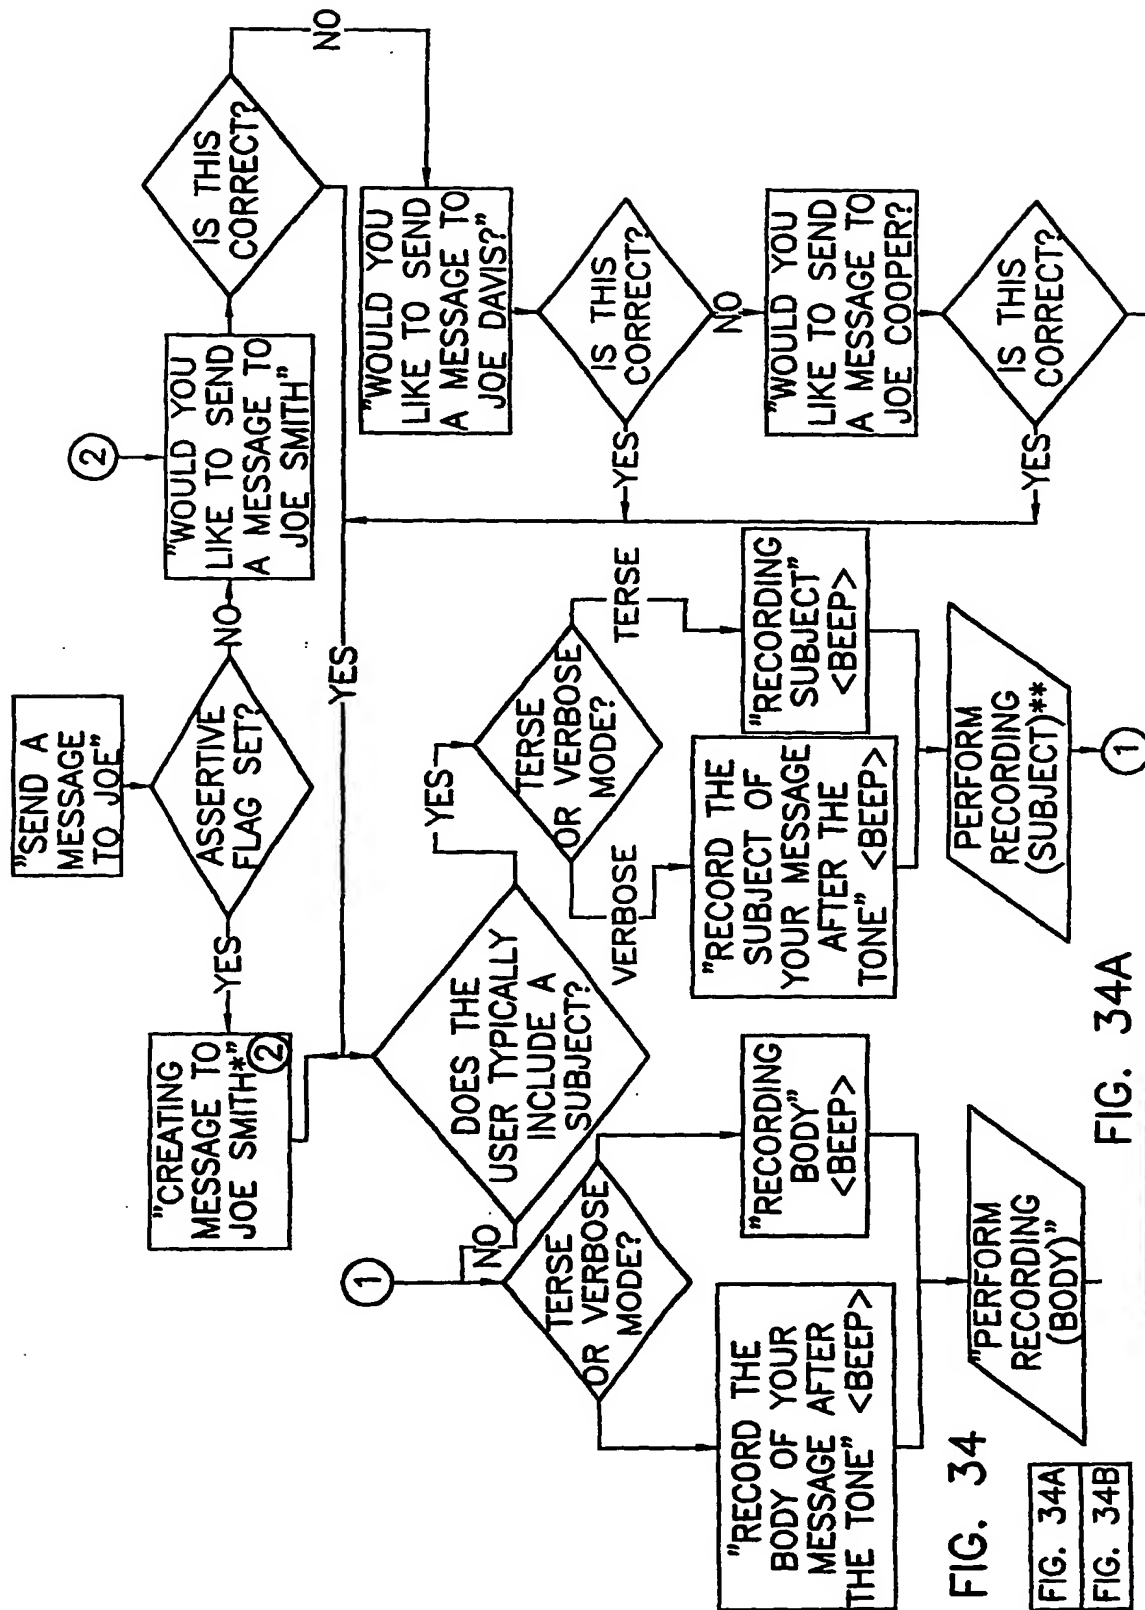 "SEND A
MESSAGE
TO JOE"
ASSERTIVE
FLAG SET?
YES
NO
"CREATING
MESSAGE TO
JOE SMITH*"
2
2
"WOULD YOU
LIKE TO SEND
A MESSAGE TO
JOE SMITH"
IS THIS
CORRECT?
NO
YES
"WOULD YOU
LIKE TO SEND
A MESSAGE TO
JOE DAVIS?"
IS THIS
CORRECT?
YES
NO
"WOULD YOU
LIKE TO SEND
A MESSAGE TO
JOE COOPER?
IS THIS
CORRECT?
YES
DOES THE
USER TYPICALLY
INCLUDE A
SUBJECT?
YES
NO
TERSE
OR VERBOSE
MODE?
VERBOSE
TERSE
"RECORD THE
SUBJECT OF
YOUR MESSAGE
AFTER THE
TONE" <BEEP>
"RECORDING
SUBJECT"
<BEEP>
PERFORM
RECORDING
(SUBJECT)**
1
1
TERSE
OR VERBOSE
MODE?
"RECORD THE
BODY OF YOUR
MESSAGE AFTER
THE TONE" <BEEP>
"RECORDING
BODY"
<BEEP>
"PERFORM
RECORDING
(BODY)"
FIG. 34A
FIG. 34
FIG. 34A
FIG. 34B